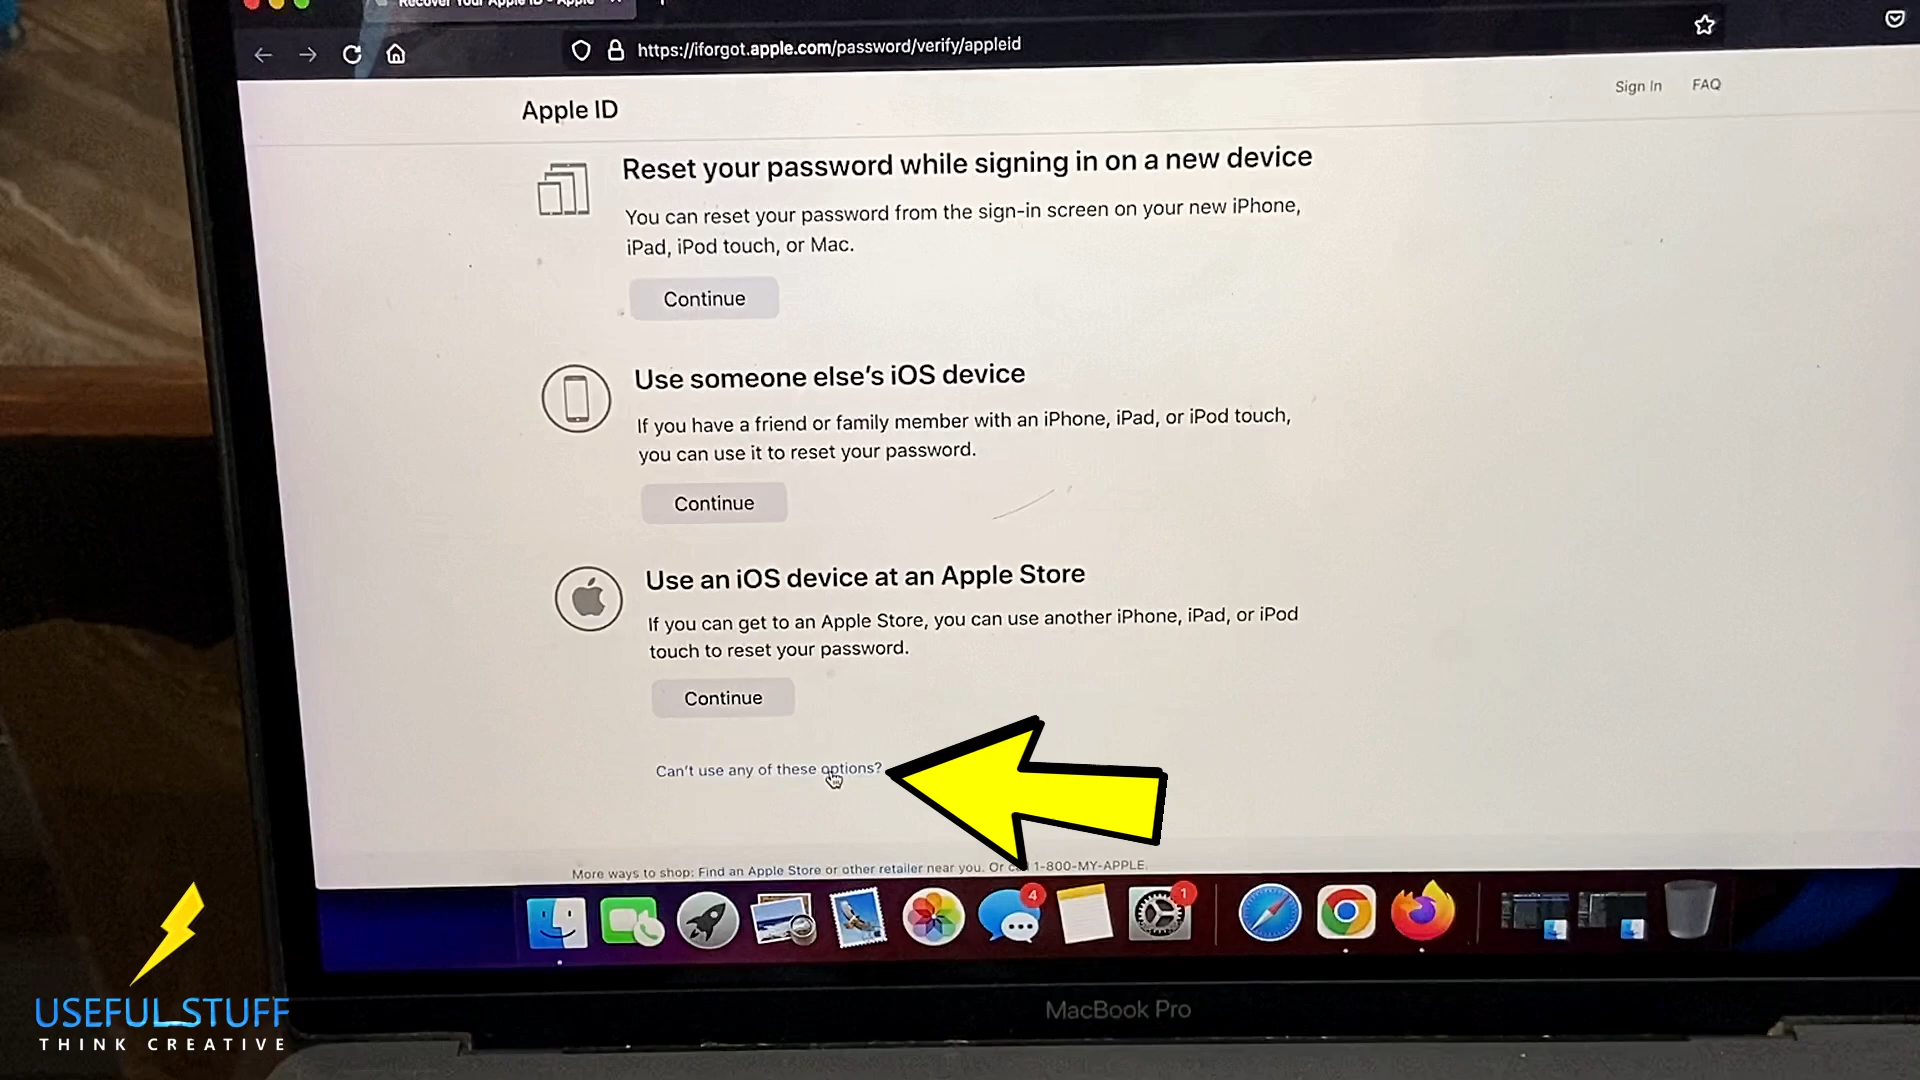 Recover Your Apple ID - Apple
https://iforgot.apple.com/password/verify/appleid
Sign In FAQ
Apple ID
Reset your password while signing in on a new device
You can reset your password from the sign-in screen on your new iPhone,
iPad, iPod touch, or Mac.
Continue
Use someone else's iOS device
If you have a friend or family member with an iPhone, iPad, or iPod touch,
you can use it to reset your password.
Continue
Use an iOS device at an Apple Store
If you can get to an Apple Store, you can use another iPhone, iPad, or iPod
touch to reset your password.
Continue
Can't use any of these options?
More ways to shop: Find an Apple Store or other retailer near you. Or 1-800-MY-APPLE.
4
1
MacBook Pro
USEFUL STUFF
THINK CREATIVE